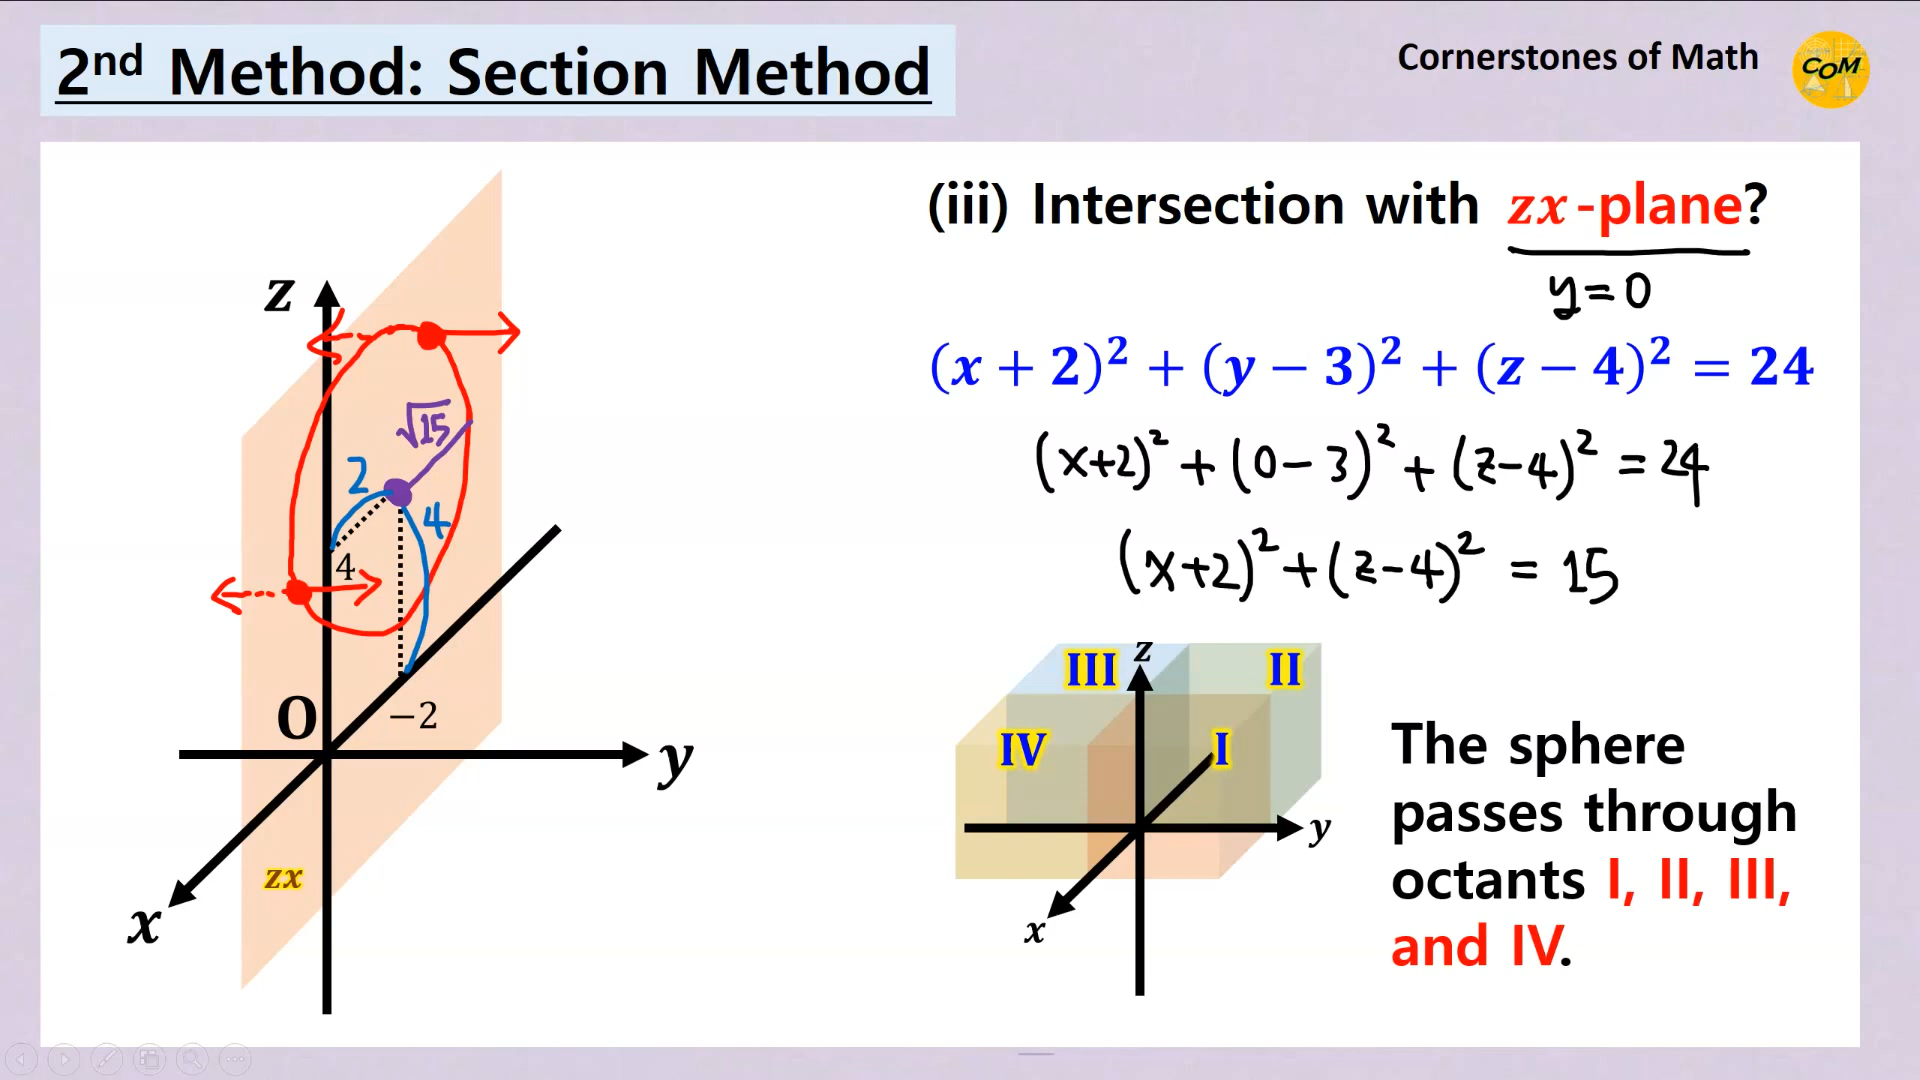 2nd Method: Section Method
Cornerstones of Math
COM
(iii) Intersection with zx-plane?
y=0
(x + 2)² + (y − 3)² + (z − 4)² = 24
(x+2)² + (0−3)² + (z−4)² = 24
(x+2)² + (z−4)² = 15
z
√15
2
4
4
O
−2
y
x
zx
z
III
II
IV
I
y
x
The sphere
passes through
octants I, II, III,
and IV.